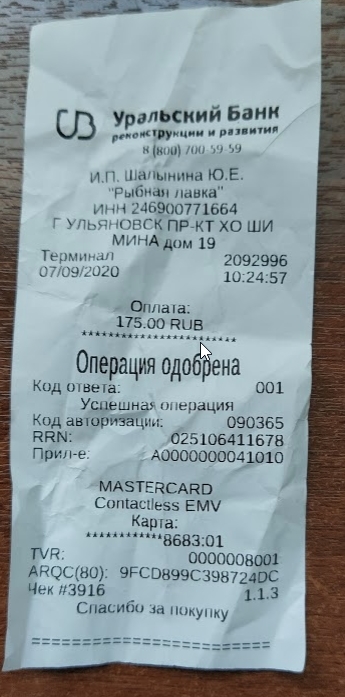 Уральский Банк
реконструкции и развития
8 (800) 700-59-59
И.П. Шалынина Ю.Е.
"Рыбная лавка"
ИНН 246900771664
Г УЛЬЯНОВСК ПР-КТ ХО ШИ
МИНА дом 19
Терминал 2092996
07/09/2020 10:24:57
Оплата:
175.00 RUB
************************
Операция одобрена
Код ответа: 001
Успешная операция
Код авторизации: 090365
RRN: 025106411678
Прил-е: A0000000041010
MASTERCARD
Contactless EMV
Карта:
************8683:01
TVR: 0000008001
ARQC(80): 9FCD899C398724DC
Чек #3916 1.1.3
Спасибо за покупку
========================